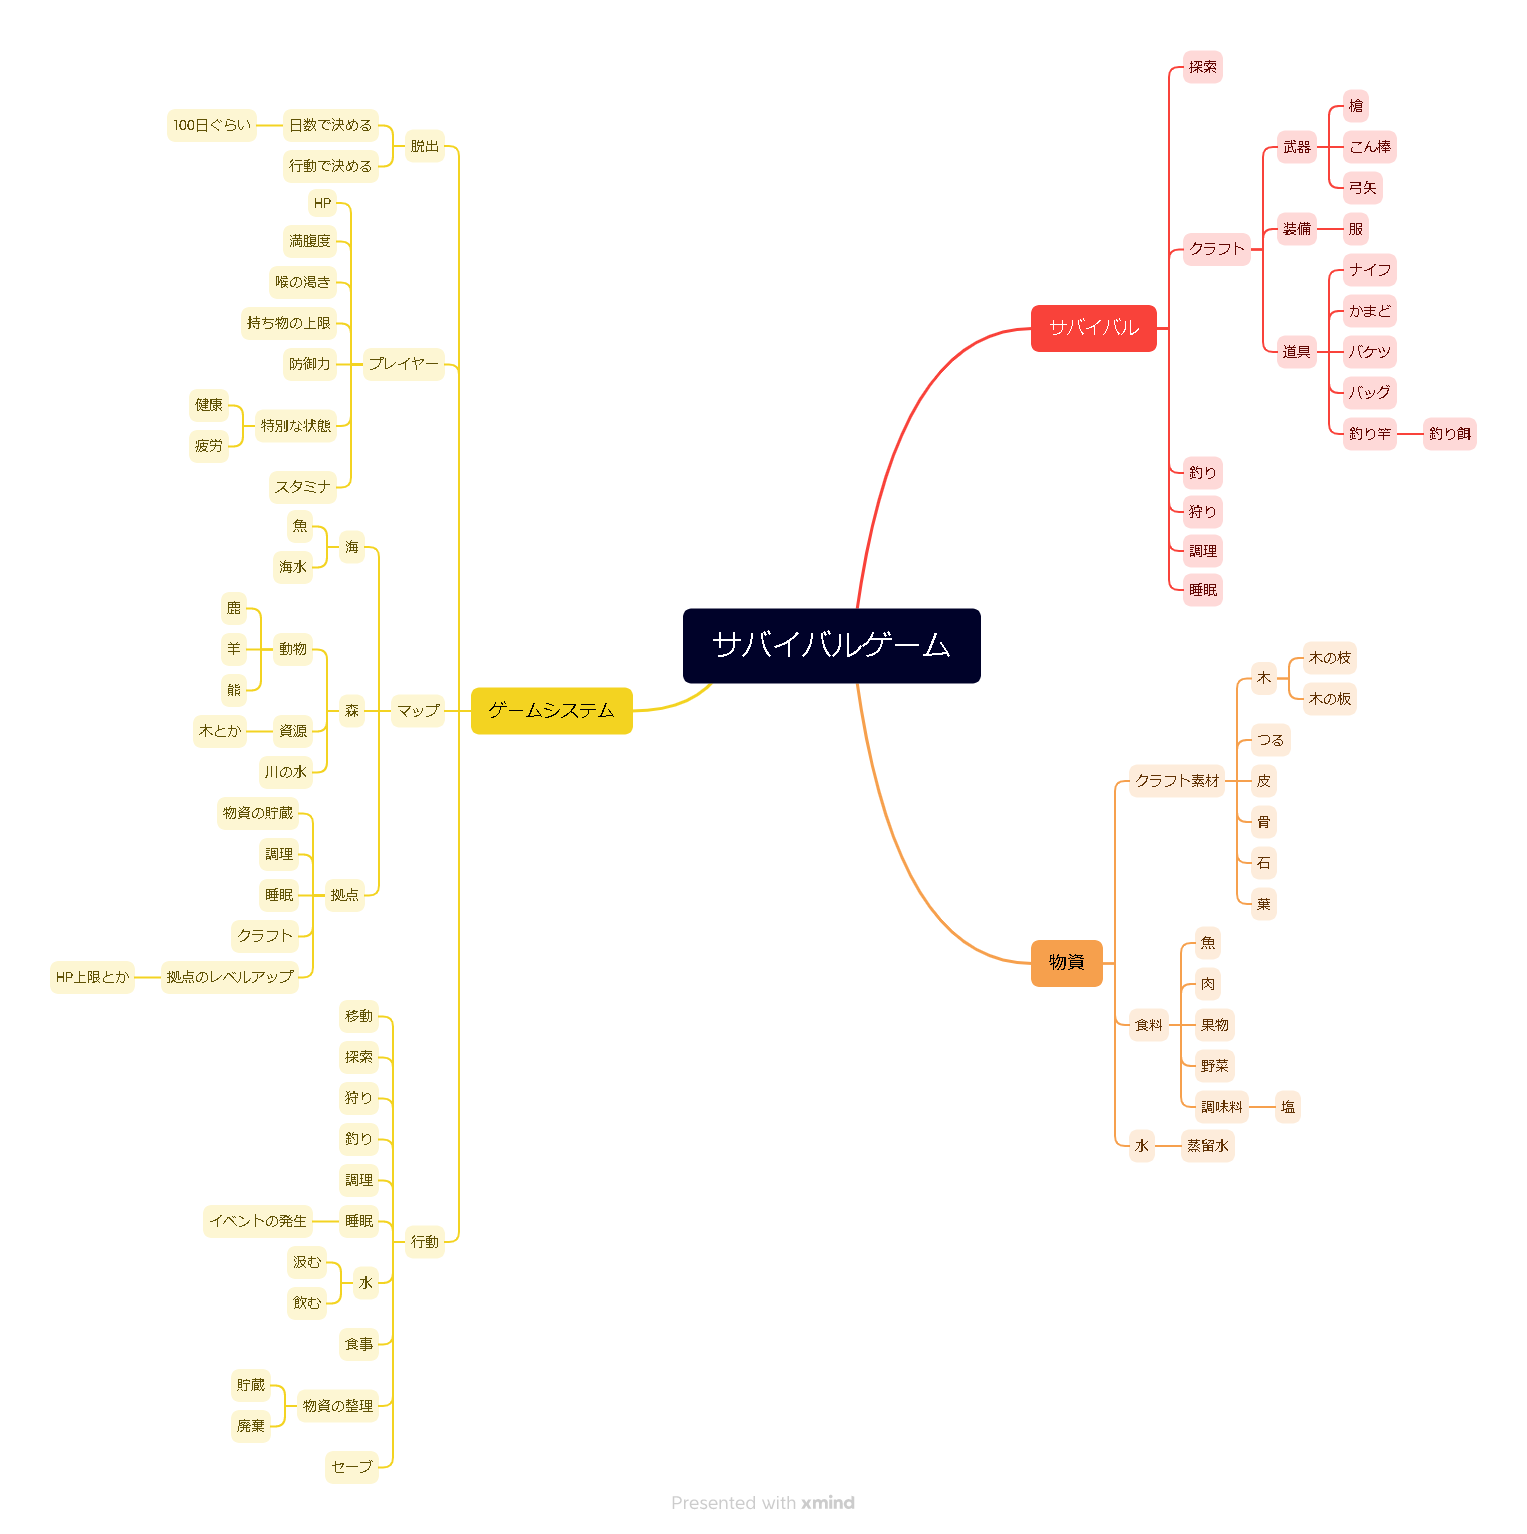 サバイバルゲーム
サバイバル
探索
クラフト
武器
槍
こん棒
弓矢
装備
服
道具
ナイフ
かまど
バケツ
バッグ
釣り竿
釣り餌
釣り
狩り
調理
睡眠
物資
クラフト素材
木
木の枝
木の板
つる
皮
骨
石
葉
食料
魚
肉
果物
野菜
調味料
塩
水
蒸留水
ゲームシステム
脱出
日数で決める
100日ぐらい
行動で決める
プレイヤー
HP
満腹度
喉の渇き
持ち物の上限
防御力
特別な状態
健康
疲労
スタミナ
マップ
海
魚
海水
森
動物
鹿
羊
熊
資源
木とか
川の水
拠点
物資の貯蔵
調理
睡眠
クラフト
拠点のレベルアップ
HP上限とか
行動
移動
探索
狩り
釣り
調理
睡眠
イベントの発生
水
汲む
飲む
食事
物資の整理
貯蔵
廃棄
セーブ
Presented with xmind